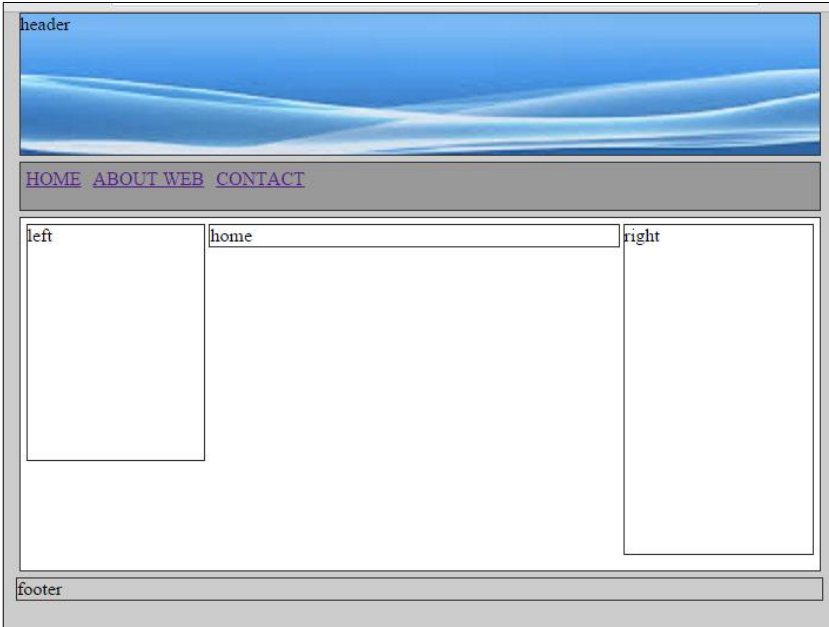 header
HOME ABOUT WEB CONTACT
left
home
right
footer